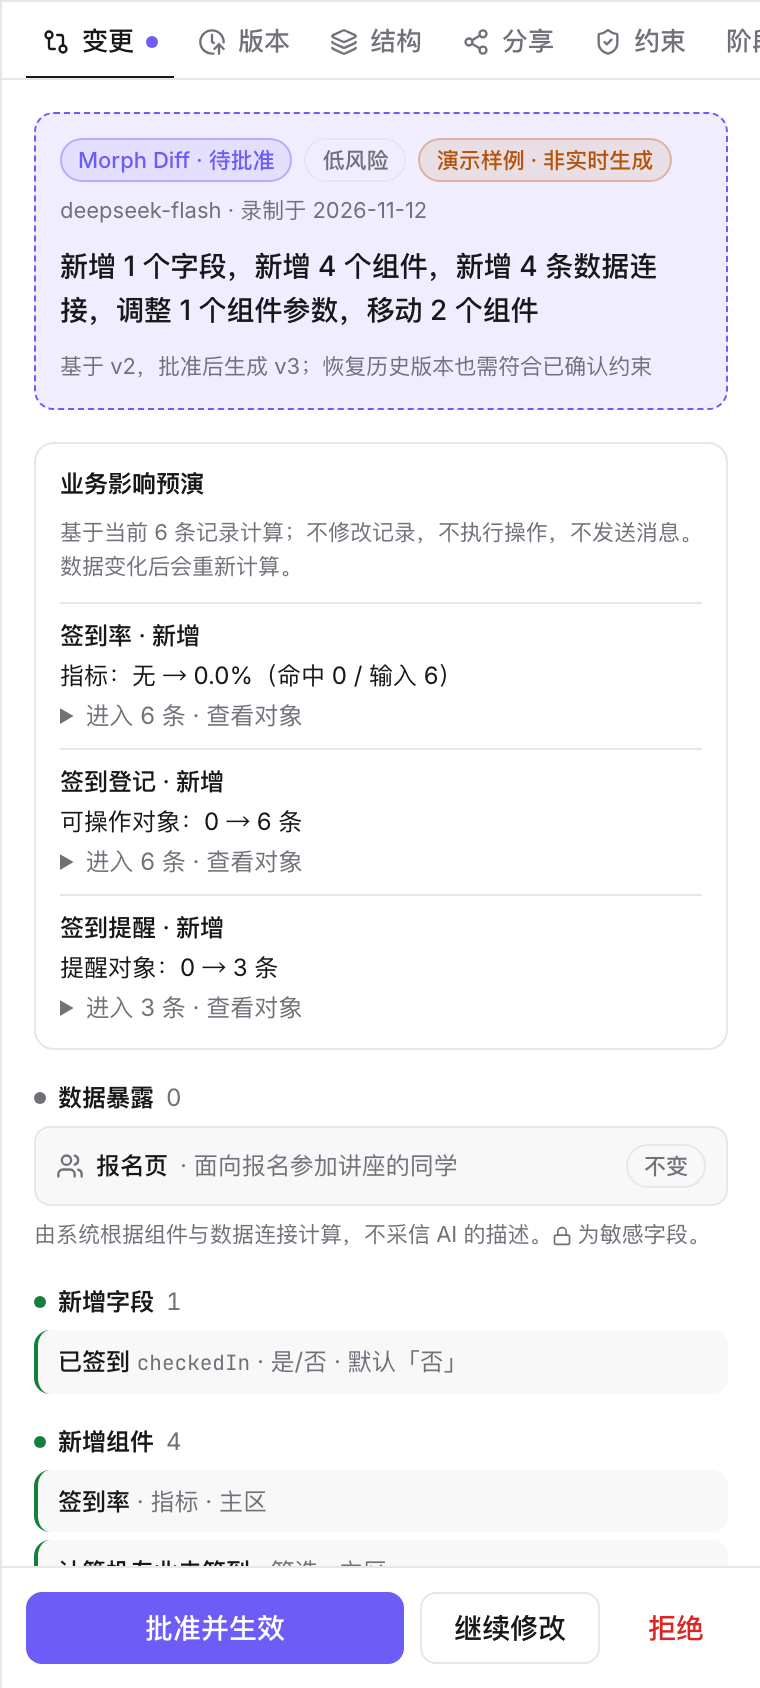 变更 版本 结构 分享 约束
Morph Diff · 待批准 低风险 演示样例 · 非实时生成
deepseek-flash · 录制于 2026-11-12
新增 1 个字段，新增 4 个组件，新增 4 条数据连
接，调整 1 个组件参数，移动 2 个组件
基于 v2，批准后生成 v3；恢复历史版本也需符合已确认约束
业务影响预演
基于当前 6 条记录计算；不修改记录，不执行操作，不发送消息。
数据变化后会重新计算。
签到率 · 新增
指标：无 → 0.0%（命中 0 / 输入 6）
▶ 进入 6 条 · 查看对象
签到登记 · 新增
可操作对象：0 → 6 条
▶ 进入 6 条 · 查看对象
签到提醒 · 新增
提醒对象：0 → 3 条
▶ 进入 3 条 · 查看对象
数据暴露 0
报名页 · 面向报名参加讲座的同学 不变
由系统根据组件与数据连接计算，不采信 AI 的描述。 为敏感字段。
新增字段 1
已签到 checkedIn · 是/否 · 默认「否」
新增组件 4
签到率 · 指标 · 主区
批准并生效 继续修改 拒绝